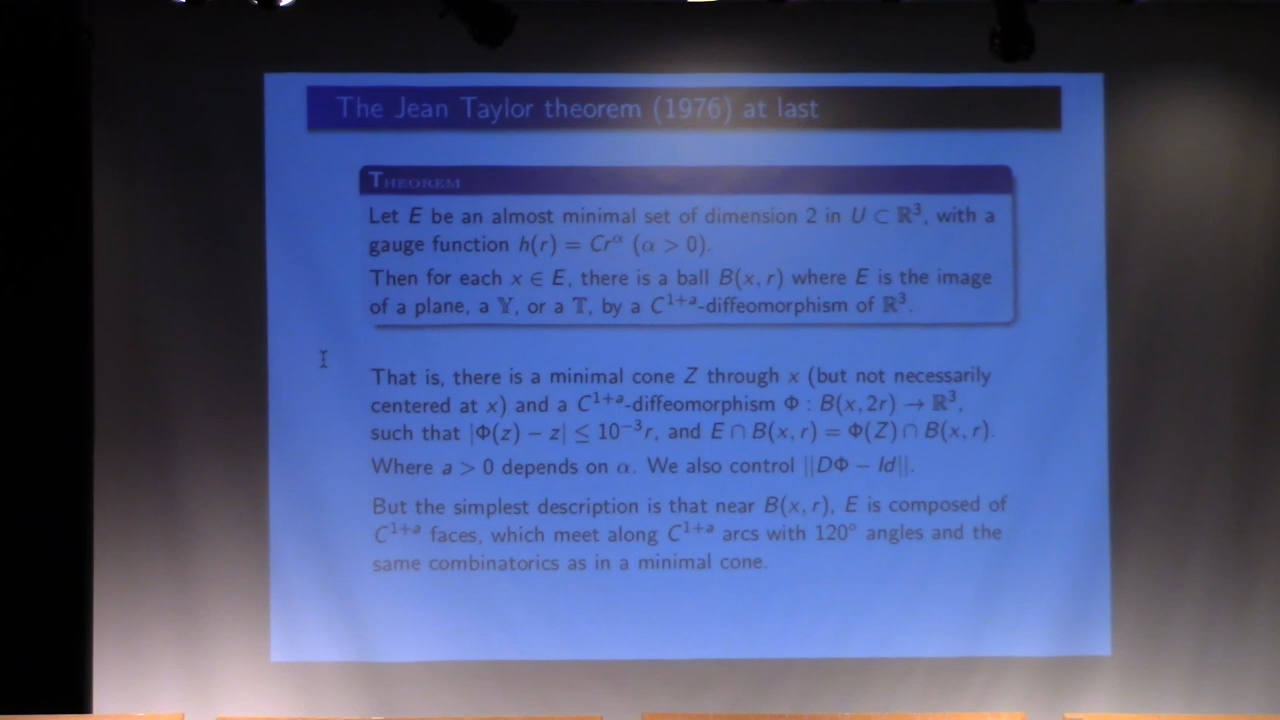 The Jean Taylor theorem (1976) at last
THEOREM
Let E be an almost minimal set of dimension 2 in U ⊂ ℝ³, with a
gauge function h(r) = Crᵅ (α > 0).
Then for each x ∈ E, there is a ball B(x, r) where E is the image
of a plane, a 𝕐, or a 𝕋, by a C¹⁺ᵃ-diffeomorphism of ℝ³.
That is, there is a minimal cone Z through x (but not necessarily
centered at x) and a C¹⁺ᵃ-diffeomorphism Φ : B(x, 2r) → ℝ³,
such that |Φ(z) − z| ≤ 10⁻³r, and E ∩ B(x, r) = Φ(Z) ∩ B(x, r).
Where a > 0 depends on α. We also control ||DΦ − Id||.
But the simplest description is that near B(x, r), E is composed of
C¹⁺ᵃ faces, which meet along C¹⁺ᵃ arcs with 120° angles and the
same combinatorics as in a minimal cone.